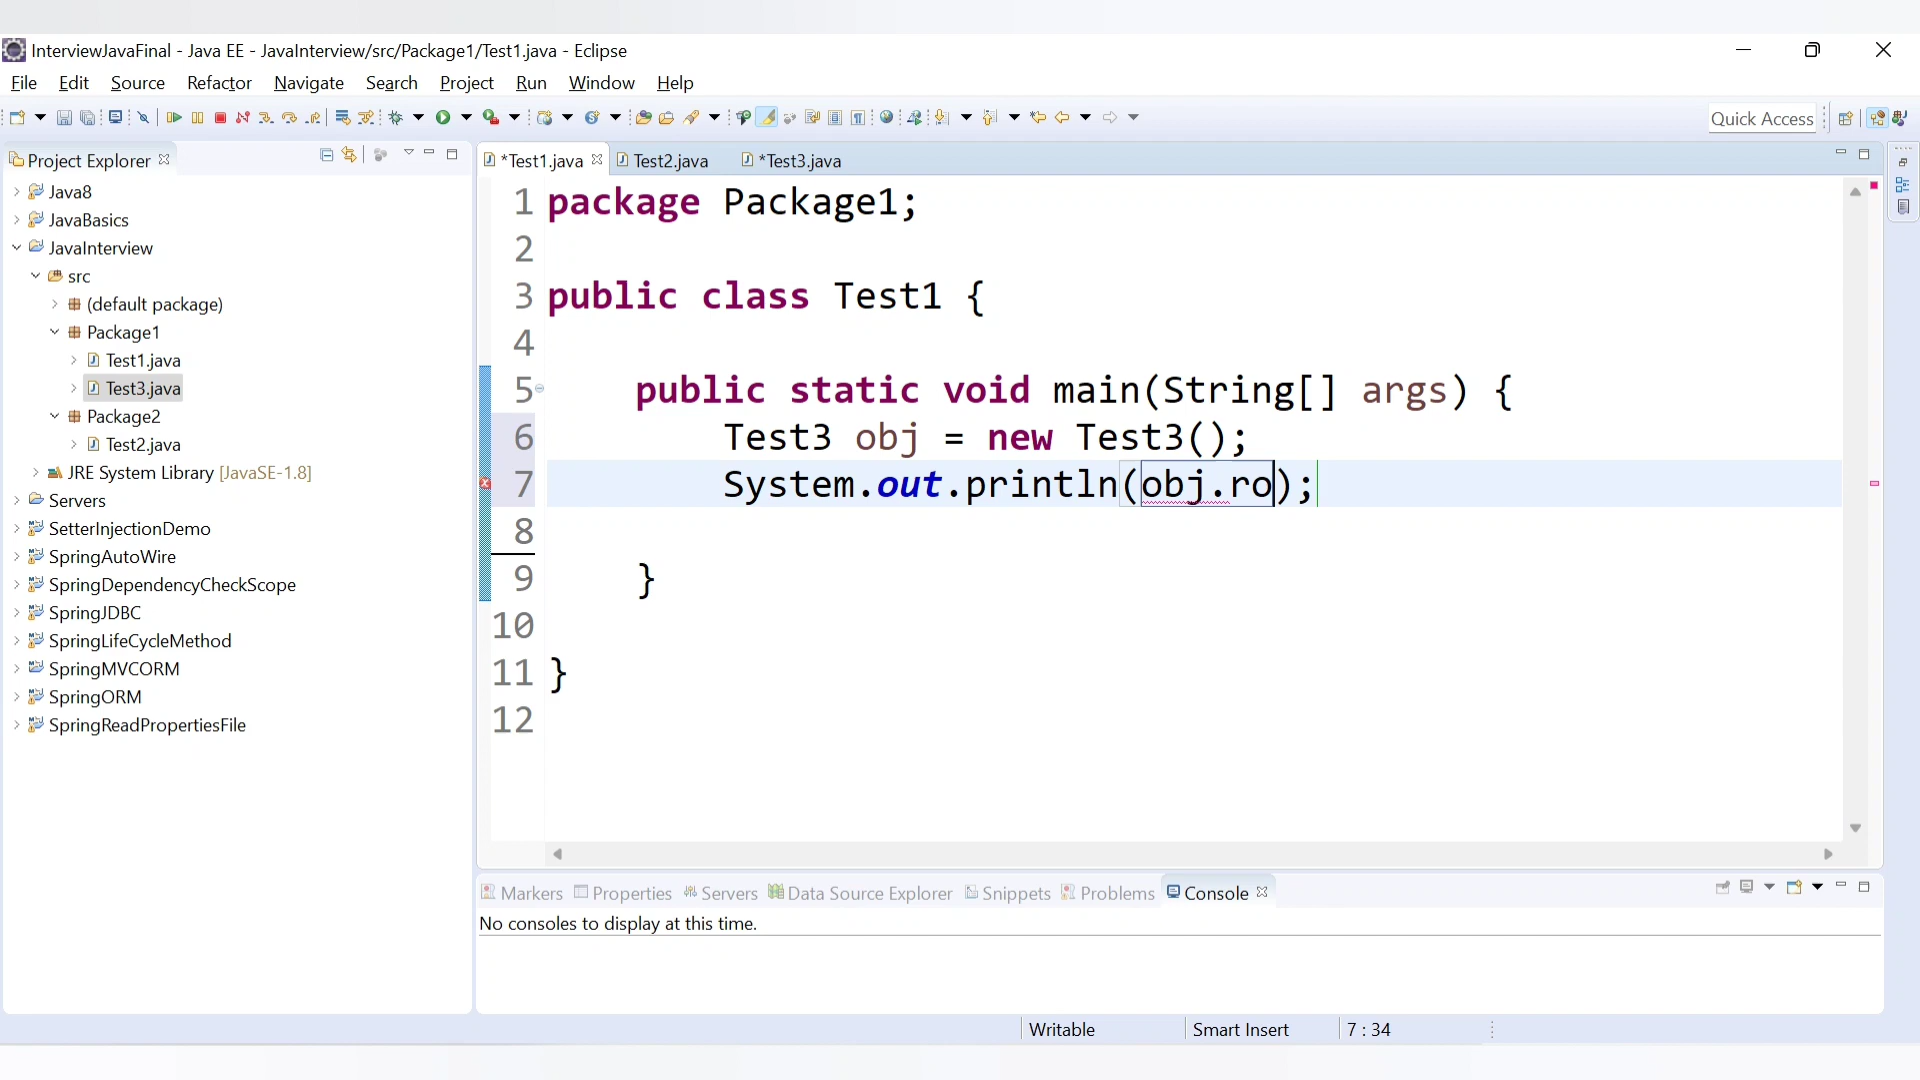 InterviewJavaFinal - Java EE - JavaInterview/src/Package1/Test1.java - Eclipse
File Edit Source Refactor Navigate Search Project Run Window Help
Quick Access
Project Explorer
*Test1.java Test2.java *Test3.java
Java8
JavaBasics
JavaInterview
src
(default package)
Package1
Test1.java
Test3.java
Package2
Test2.java
JRE System Library [JavaSE-1.8]
Servers
SetterInjectionDemo
SpringAutoWire
SpringDependencyCheckScope
SpringJDBC
SpringLifeCycleMethod
SpringMVCORM
SpringORM
SpringReadPropertiesFile
1 package Package1;
2
3 public class Test1 {
4
5 public static void main(String[] args) {
6 Test3 obj = new Test3();
7 System.out.println(obj.ro);
8
9 }
10
11 }
12
Markers Properties Servers Data Source Explorer Snippets Problems Console
No consoles to display at this time.
Writable Smart Insert 7 : 34